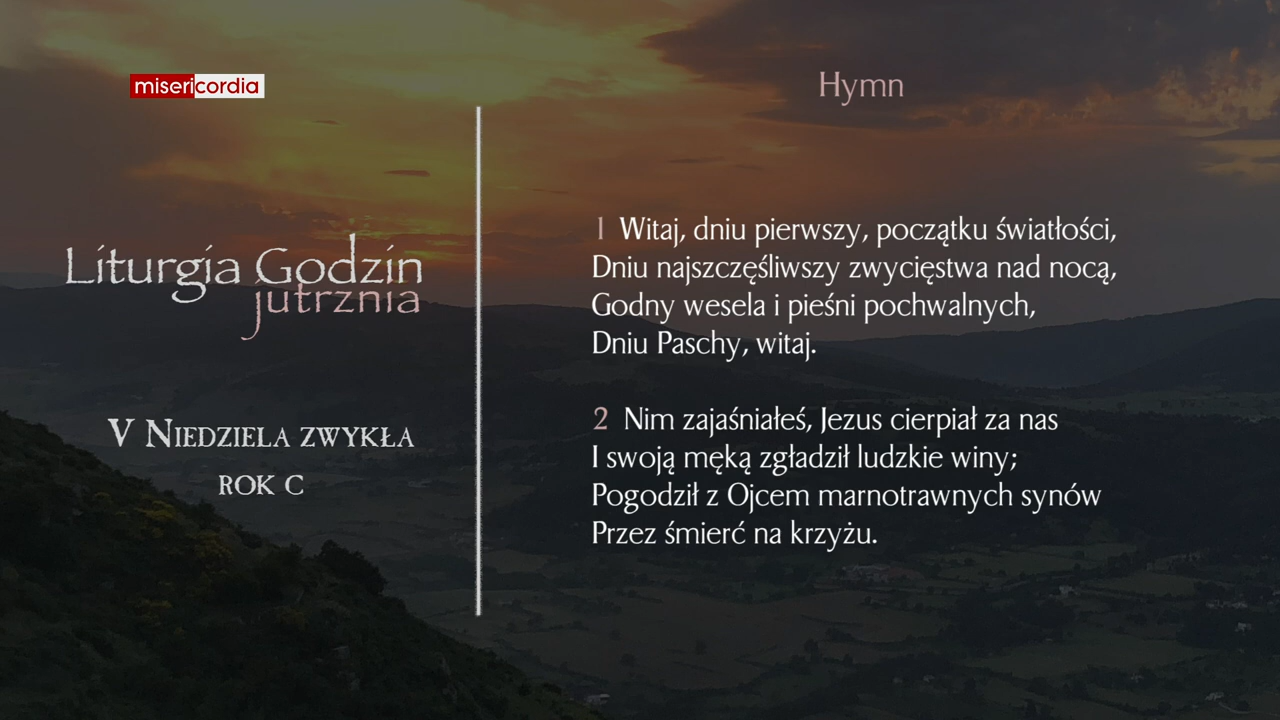 misericordia
Liturgia Godzin
jutrznia
V Niedziela zwykła
rok C
Hymn
1 Witaj, dniu pierwszy, początku światłości,
Dniu najszczęśliwszy zwycięstwa nad nocą,
Godny wesela i pieśni pochwalnych,
Dniu Paschy, witaj.
2 Nim zajaśniałeś, Jezus cierpiał za nas
I swoją męką zgładził ludzkie winy;
Pogodził z Ojcem marnotrawnych synów
Przez śmierć na krzyżu.